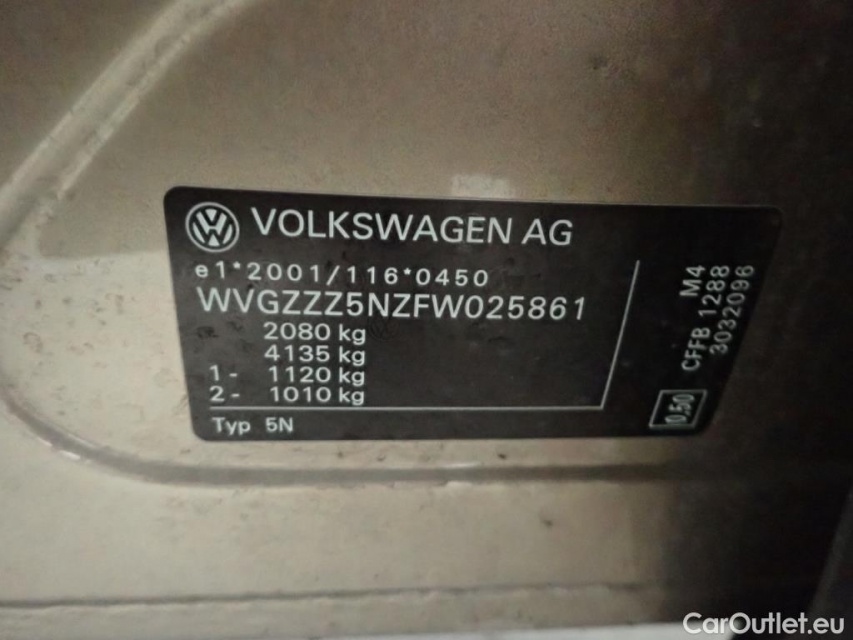 VOLKSWAGEN AG
e1*2001/116*0450
WVGZZZ5NZFW025861
2080 kg
4135 kg
1 - 1120 kg
2 - 1010 kg
Typ 5N
M4
CFFB 1288
3032096
0,50
CarOutlet.eu